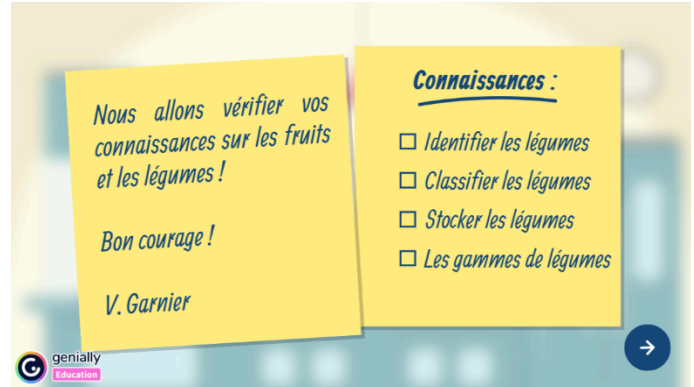 Nous allons vérifier vos
connaissances sur les fruits
et les légumes !
Bon courage !
V. Garnier
Connaissances :
Identifier les légumes
Classifier les légumes
Stocker les légumes
Les gammes de légumes
genially
Education